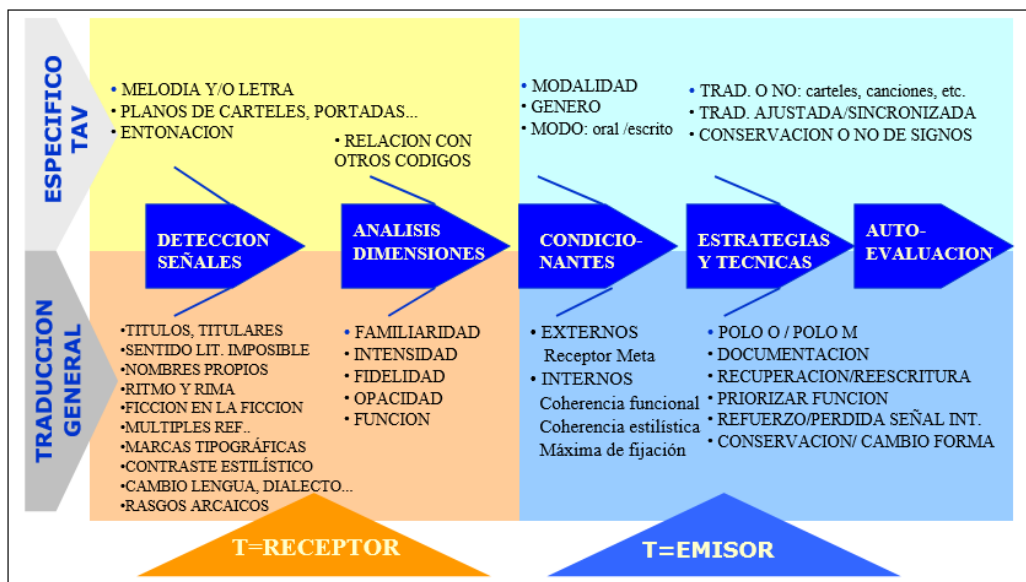 ESPECIFICO
TAV
• MELODIA Y/O LETRA
• PLANOS DE CARTELES, PORTADAS...
• ENTONACION
• RELACION CON
OTROS CODIGOS
• MODALIDAD
• GENERO
• MODO: oral /escrito
• TRAD. O NO: carteles, canciones, etc.
• TRAD. AJUSTADA/SINCRONIZADA
• CONSERVACION O NO DE SIGNOS
DETECCION
SEÑALES
ANALISIS
DIMENSIONES
CONDICIO-
NANTES
ESTRATEGIAS
Y TECNICAS
AUTO-
EVALUACION
TRADUCCION
GENERAL
•TITULOS, TITULARES
•SENTIDO LIT. IMPOSIBLE
•NOMBRES PROPIOS
•RITMO Y RIMA
•FICCION EN LA FICCION
•MULTIPLES REF..
•MARCAS TIPOGRÁFICAS
•CONTRASTE ESTILÍSTICO
•CAMBIO LENGUA, DIALECTO...
•RASGOS ARCAICOS
• FAMILIARIDAD
• INTENSIDAD
• FIDELIDAD
• OPACIDAD
• FUNCION
• EXTERNOS
Receptor Meta
• INTERNOS
Coherencia funcional
Coherencia estilística
Máxima de fijación
• POLO O / POLO M
• DOCUMENTACION
• RECUPERACION/REESCRITURA
• PRIORIZAR FUNCION
• REFUERZO/PERDIDA SEÑAL INT.
• CONSERVACION/ CAMBIO FORMA
T=RECEPTOR
T=EMISOR